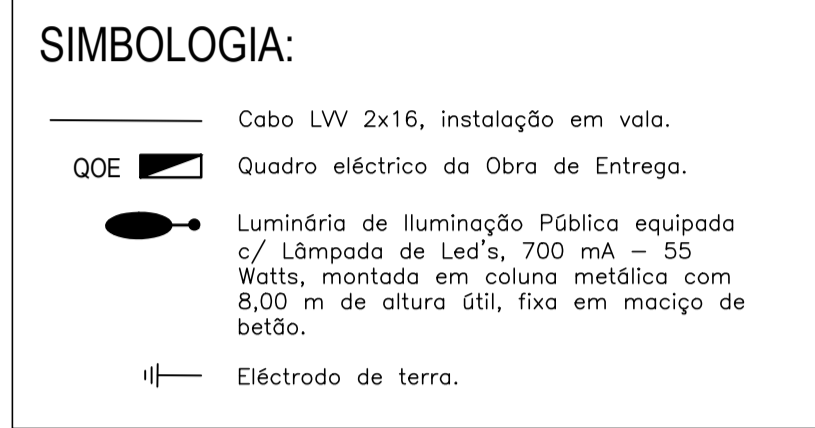 SIMBOLOGIA:
Cabo LVV 2x16, instalação em vala.
QOE Quadro eléctrico da Obra de Entrega.
Luminária de Iluminação Pública equipada
c/ Lâmpada de Led's, 700 mA – 55
Watts, montada em coluna metálica com
8,00 m de altura útil, fixa em maciço de
betão.
Eléctrodo de terra.